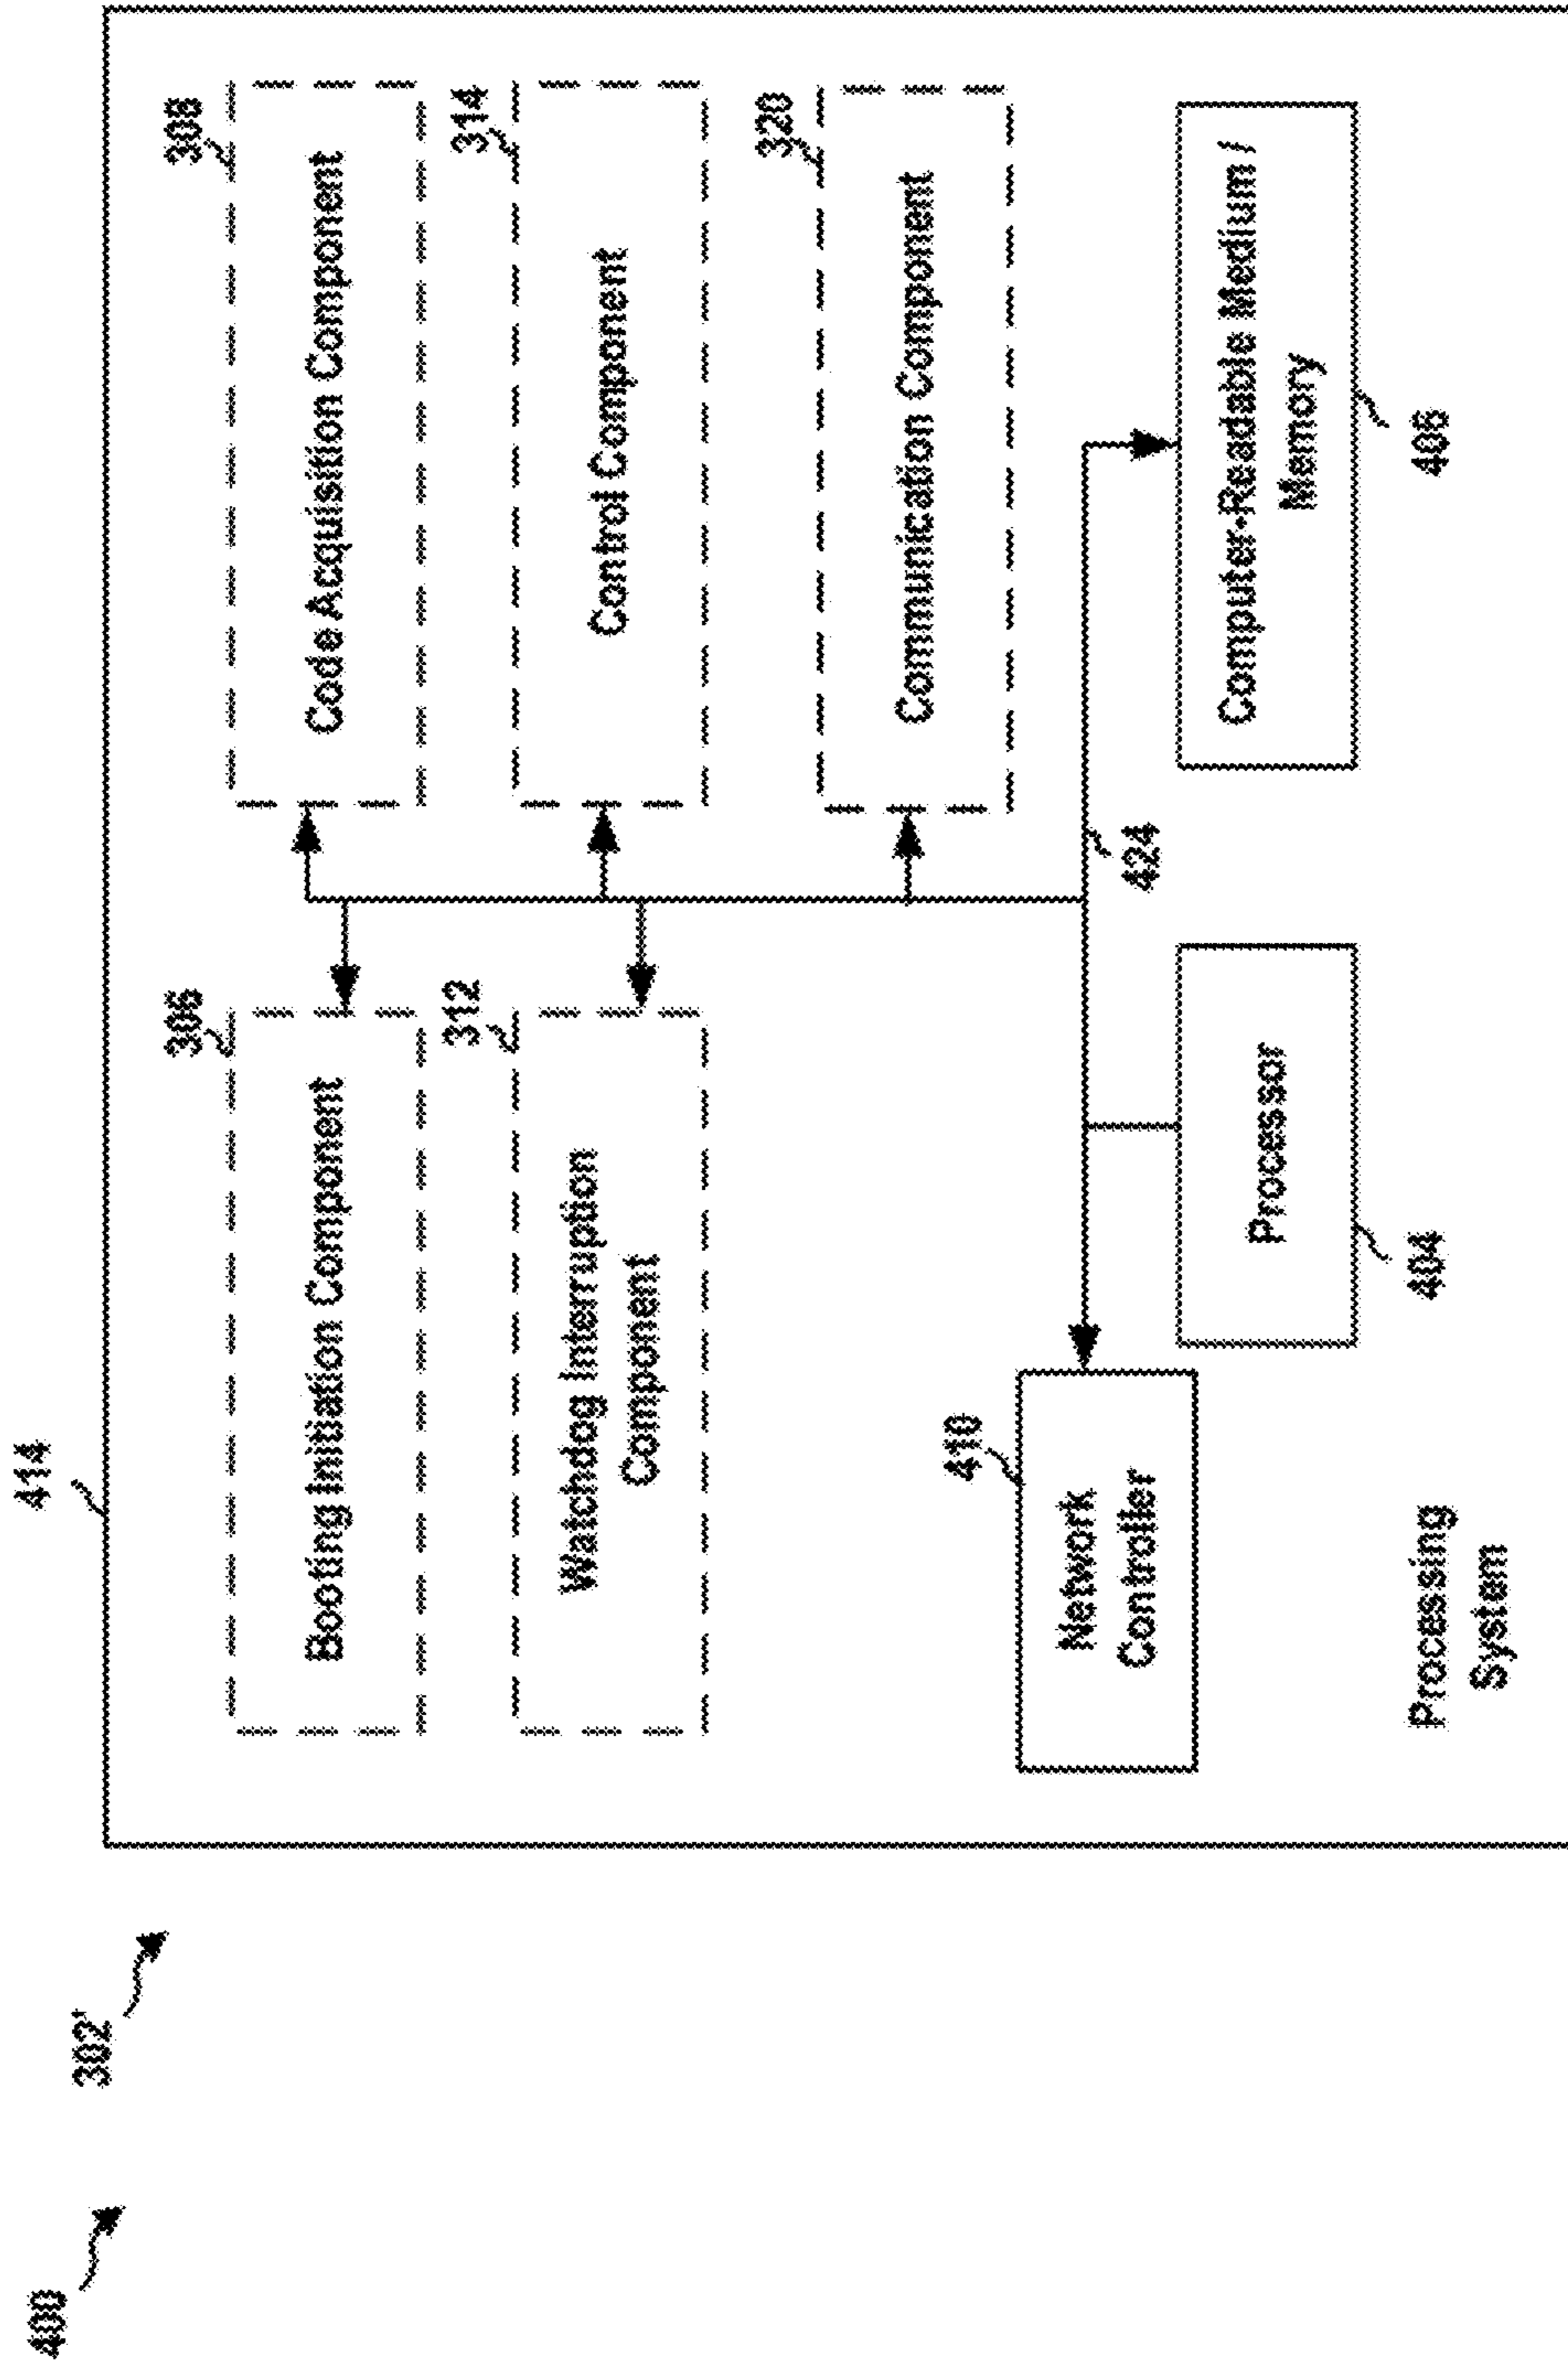 400
302'
414
306
Booting Initiation Component
308
Code Acquisition Component
312
Watchdog Interruption
Component
314
Control Component
320
Communication Component
410
Network
Controller
424
Processor
404
Computer-Readable Medium /
Memory
406
Processing
System